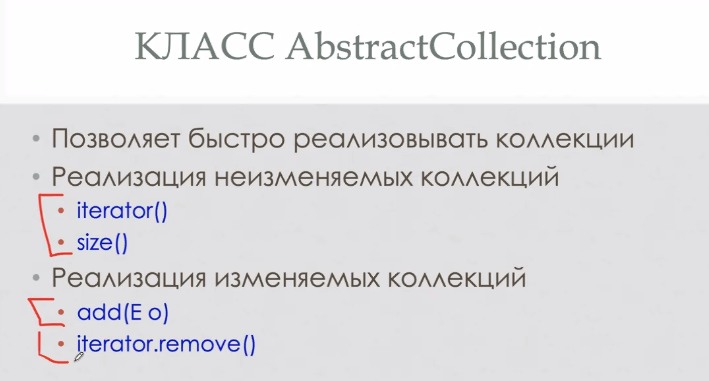 КЛАСС AbstractCollection
• Позволяет быстро реализовывать коллекции
• Реализация неизменяемых коллекций
• iterator()
• size()
• Реализация изменяемых коллекций
• add(E o)
• iterator.remove()